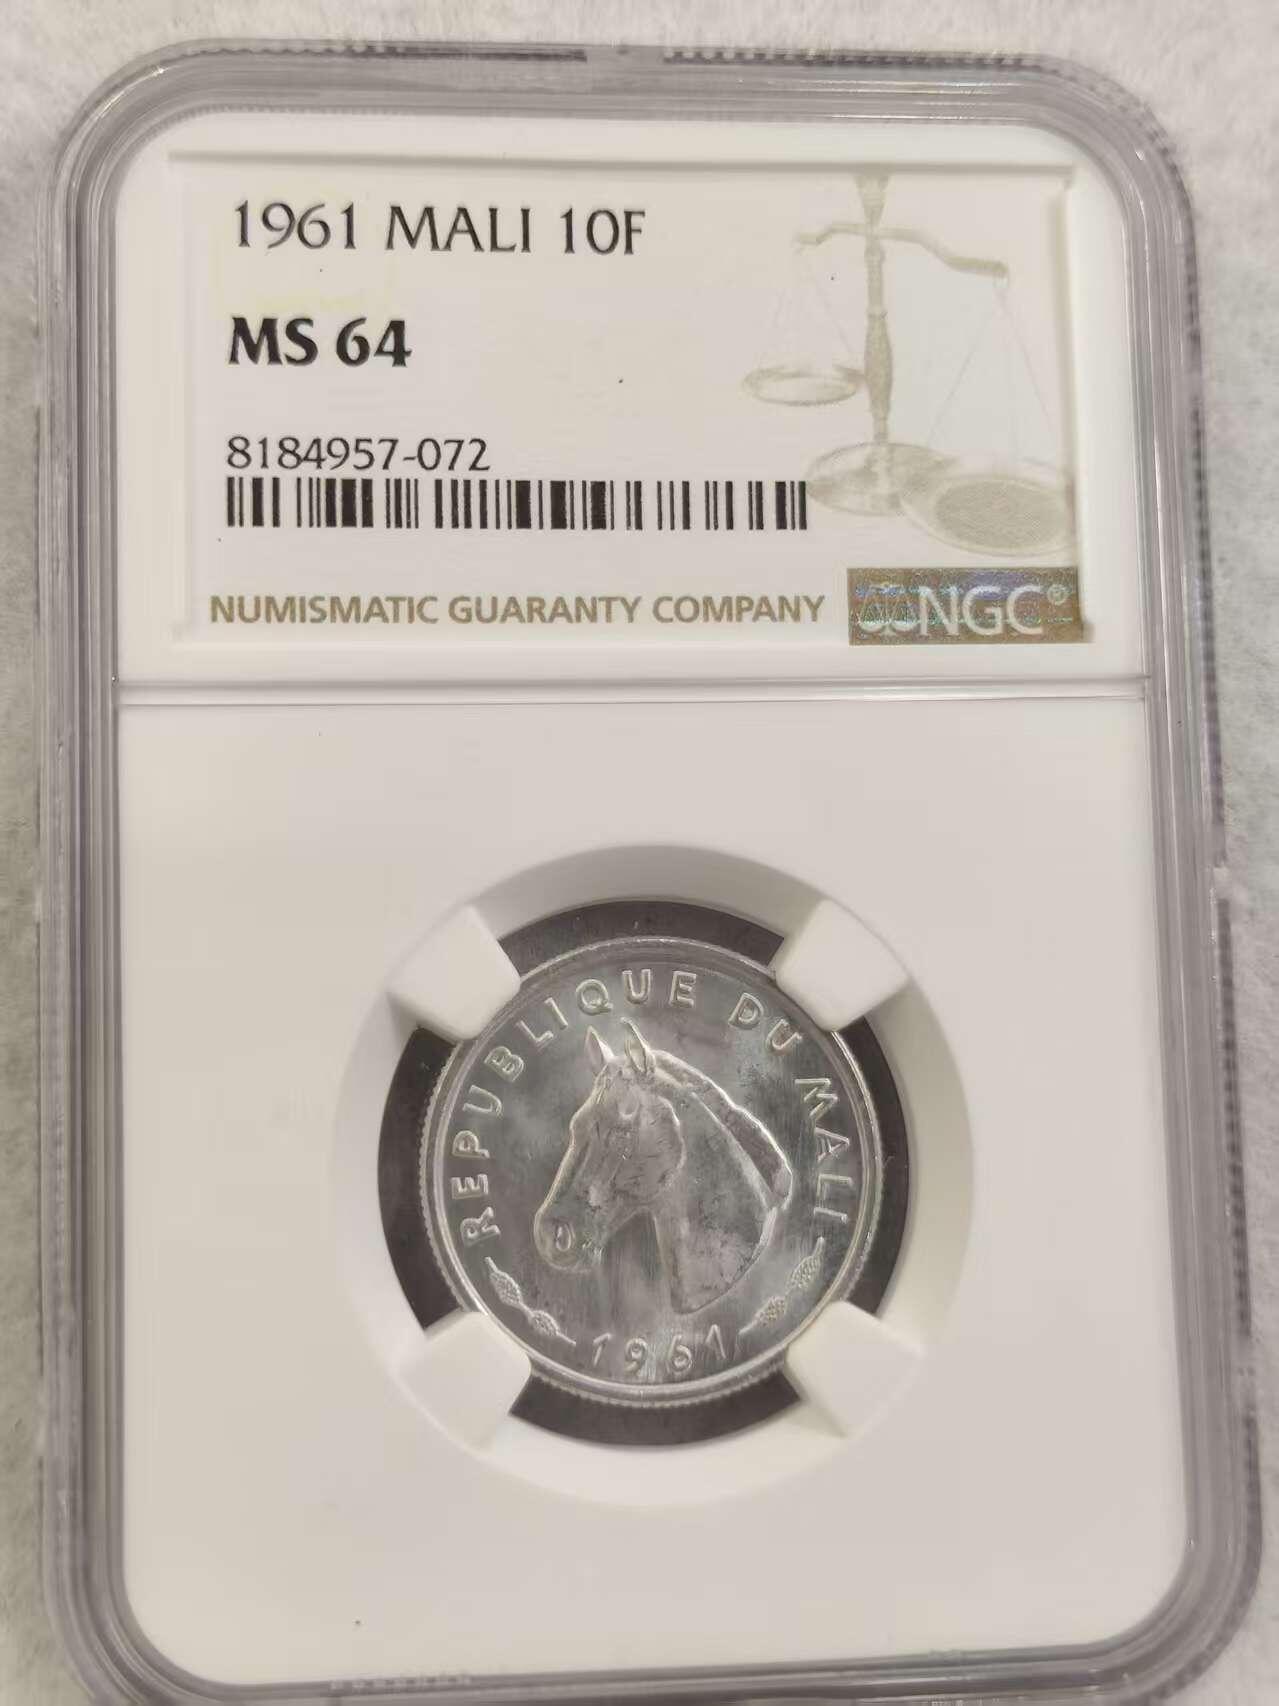 1961 MALI 10F
MS 64
8184957-072
NUMISMATIC GUARANTY COMPANY
NGC®
REPUBLIQUE DU MALI
1961